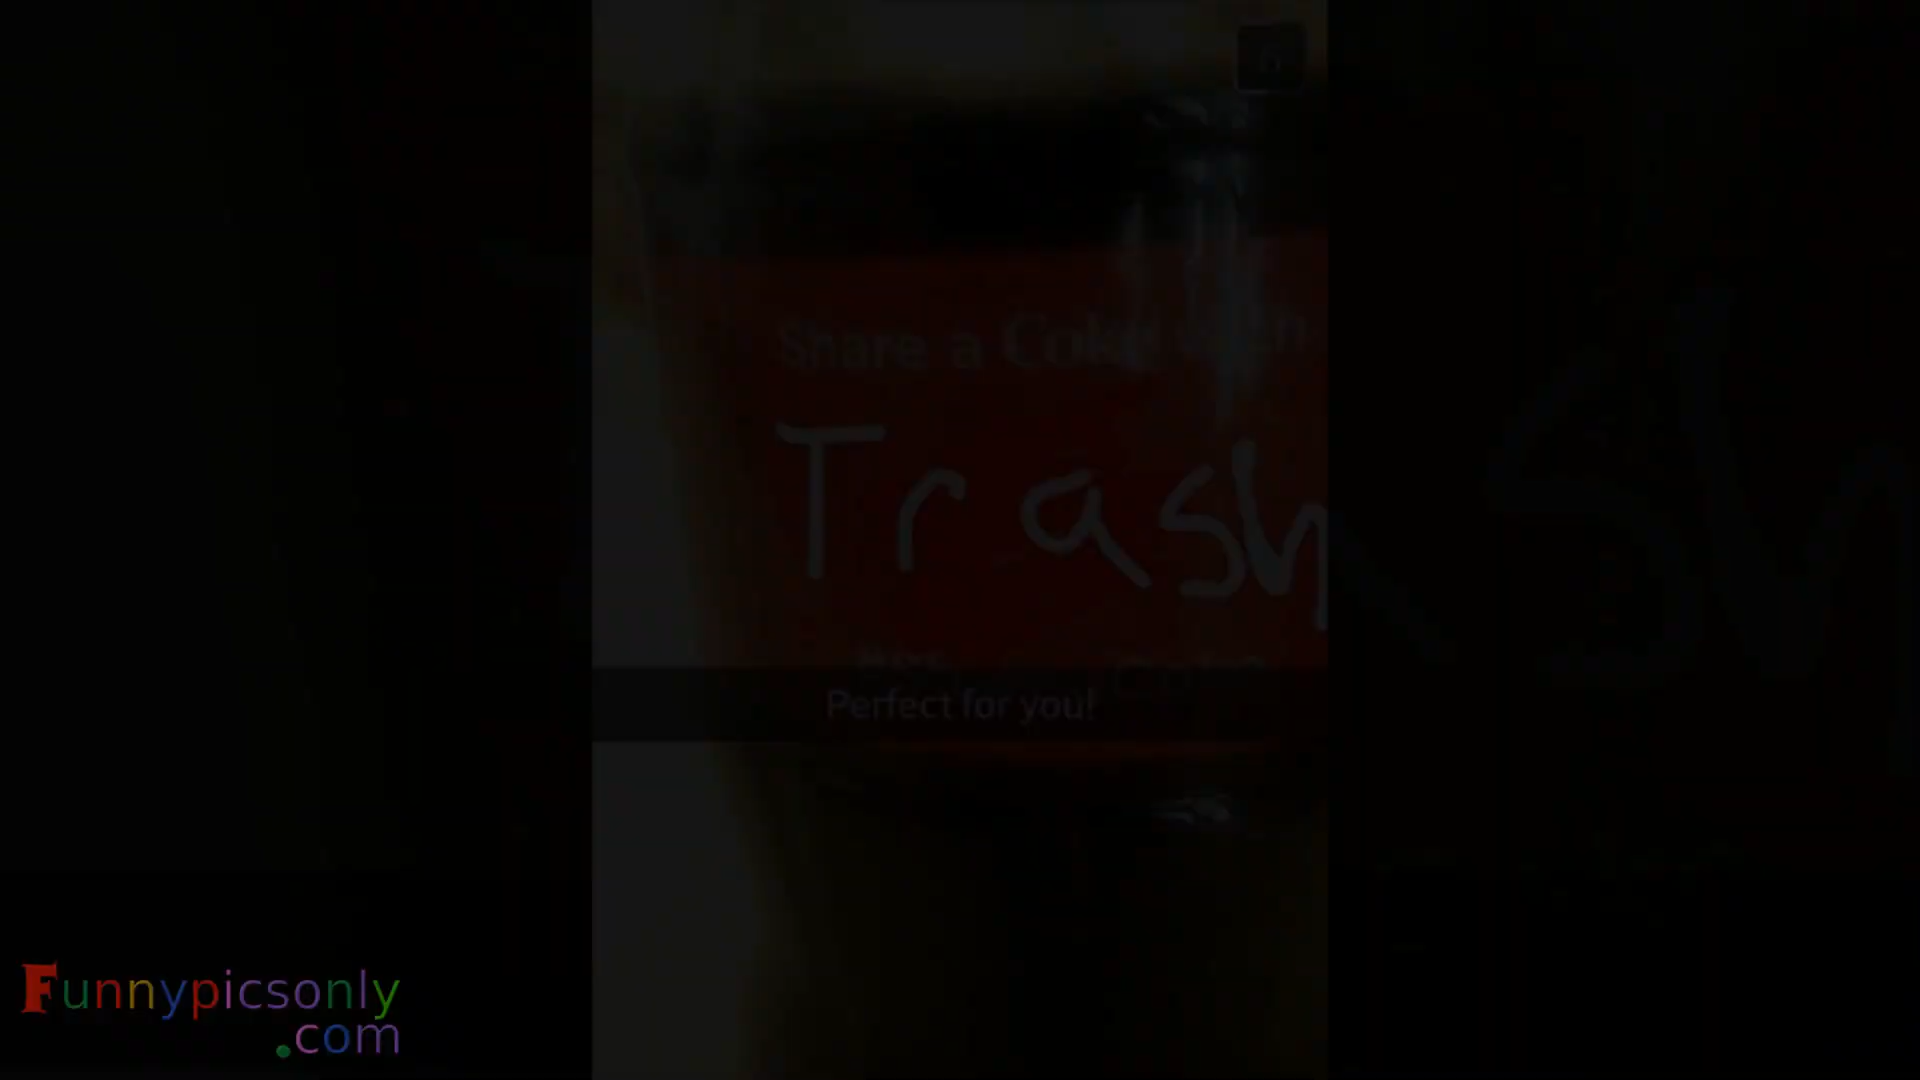 Share a Coke with
Trash
Perfect for you!
Funnypicsonly
.com